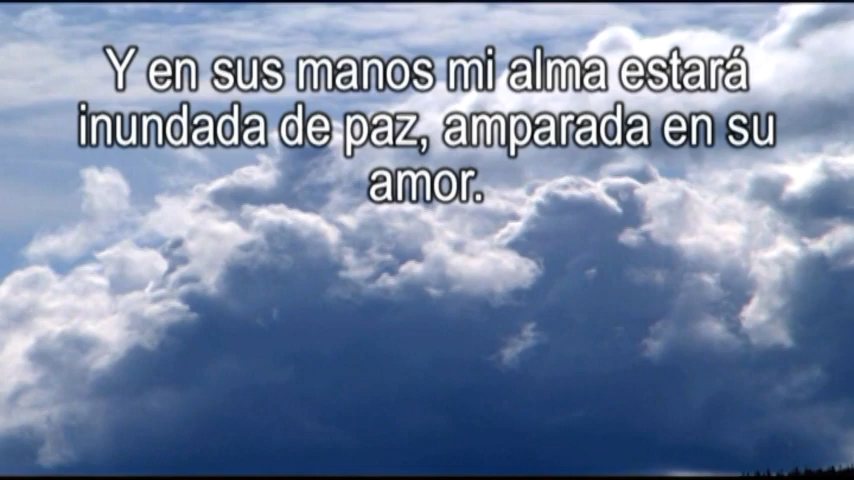 Y en sus manos mi alma estará
inundada de paz, amparada en su
amor.